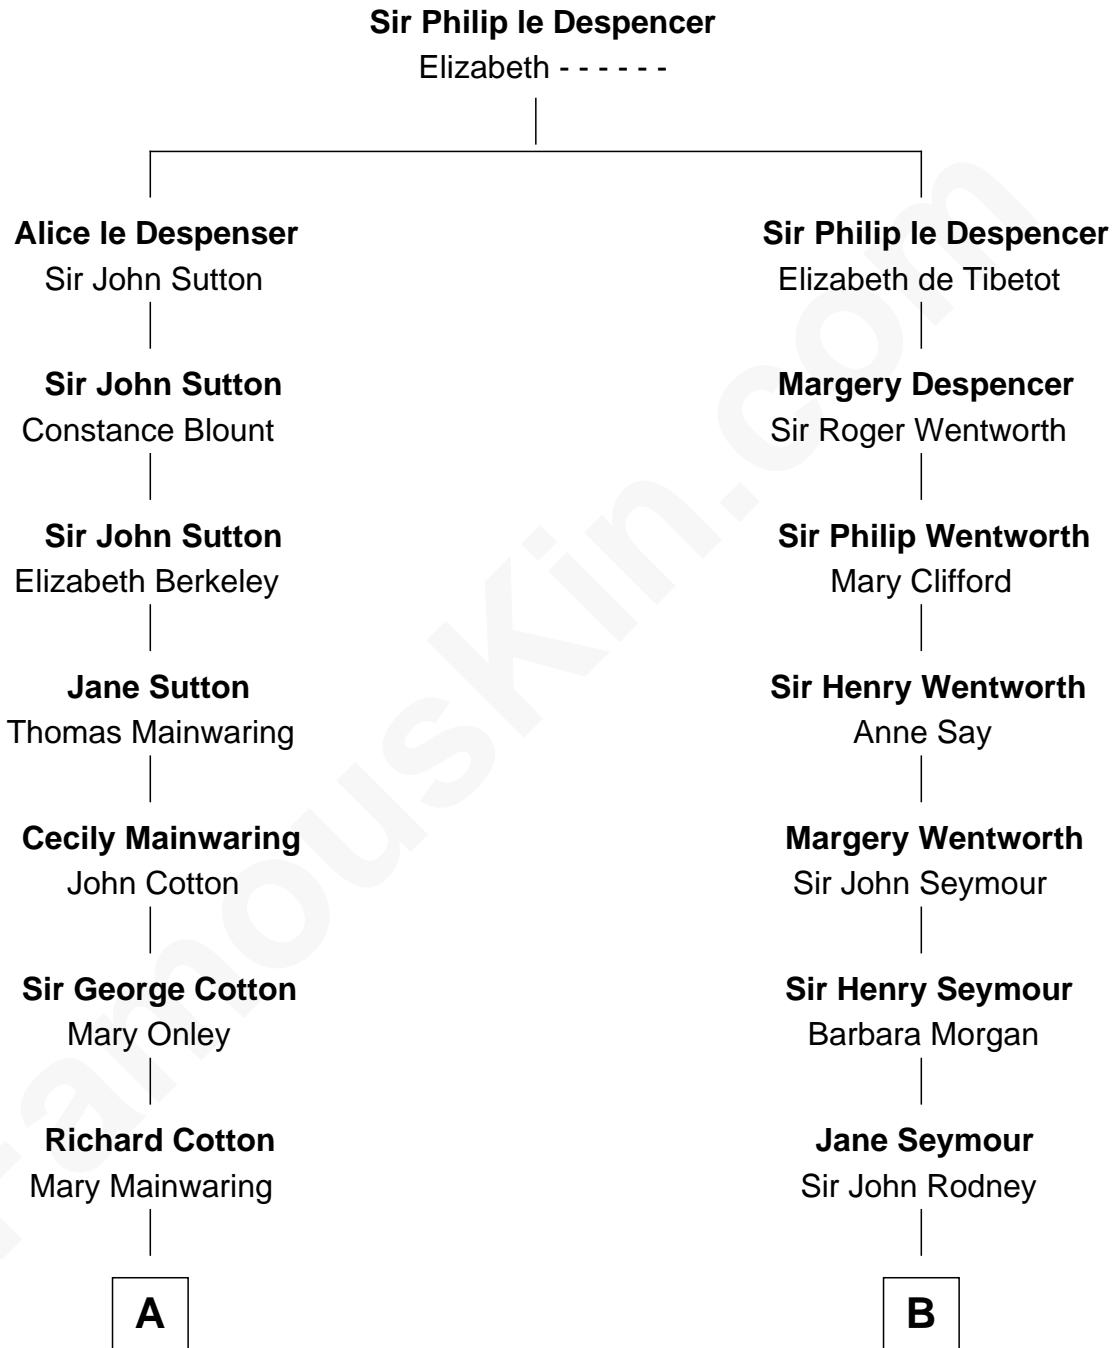 Sir Philip le Despencer
Elizabeth - - - - - -
Alice le Despenser
Sir John Sutton
Sir Philip le Despencer
Elizabeth de Tibetot
Sir John Sutton
Constance Blount
Margery Despencer
Sir Roger Wentworth
Sir John Sutton
Elizabeth Berkeley
Sir Philip Wentworth
Mary Clifford
Jane Sutton
Thomas Mainwaring
Sir Henry Wentworth
Anne Say
Cecily Mainwaring
John Cotton
Margery Wentworth
Sir John Seymour
Sir George Cotton
Mary Onley
Sir Henry Seymour
Barbara Morgan
Richard Cotton
Mary Mainwaring
Jane Seymour
Sir John Rodney
A
B
FamousKin.com